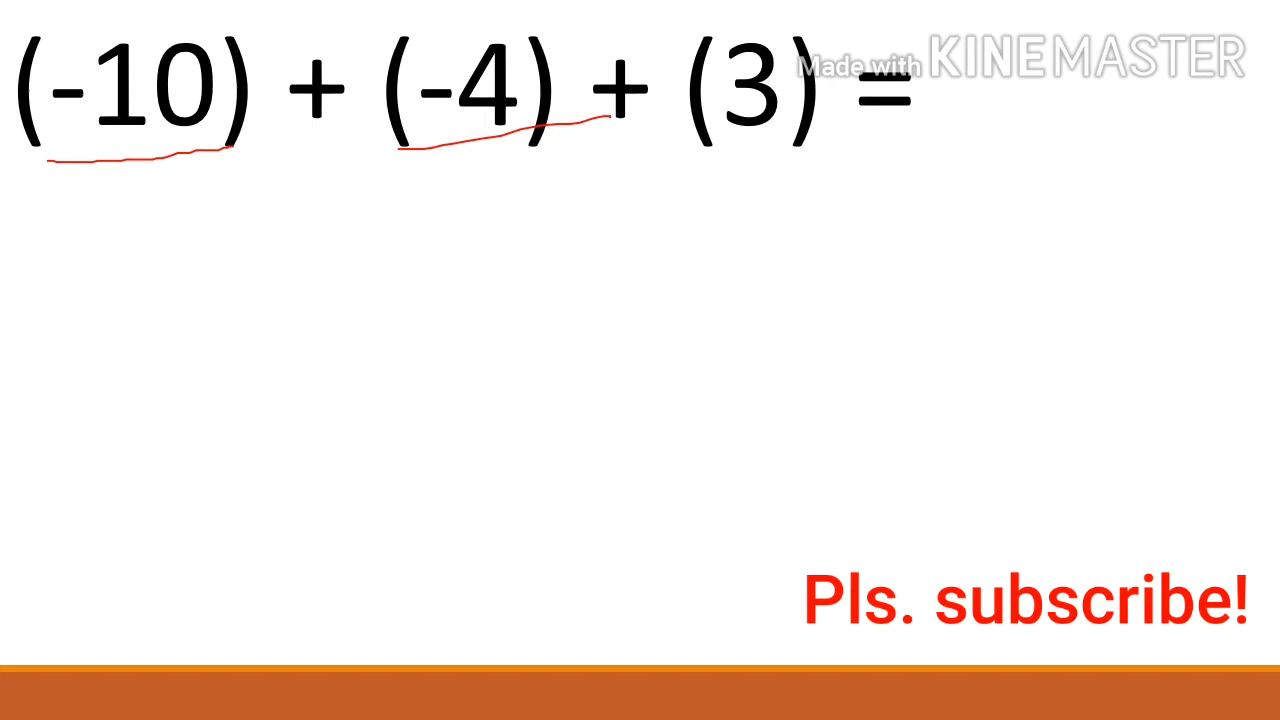 (-10) + (-4) + (3) =
Made with KINEMASTER
Pls. subscribe!